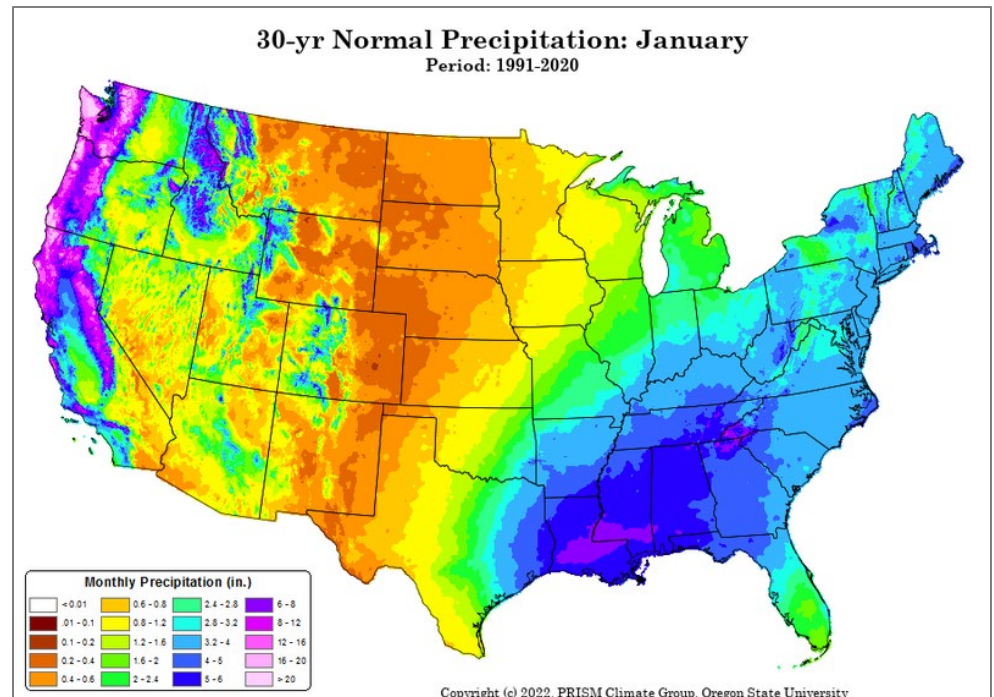 30-yr Normal Precipitation: January
Period: 1991-2020
Monthly Precipitation (in.)
< 0.01
.01 - 0.1
0.1 - 0.2
0.2 - 0.4
0.4 - 0.6
0.6 - 0.8
0.8 - 1.2
1.2 - 1.6
1.6 - 2
2 - 2.4
2.4 - 2.8
2.8 - 3.2
3.2 - 4
4 - 5
5 - 6
6 - 8
8 - 12
12 - 16
16 - 20
> 20
Copyright (c) 2022, PRISM Climate Group, Oregon State University